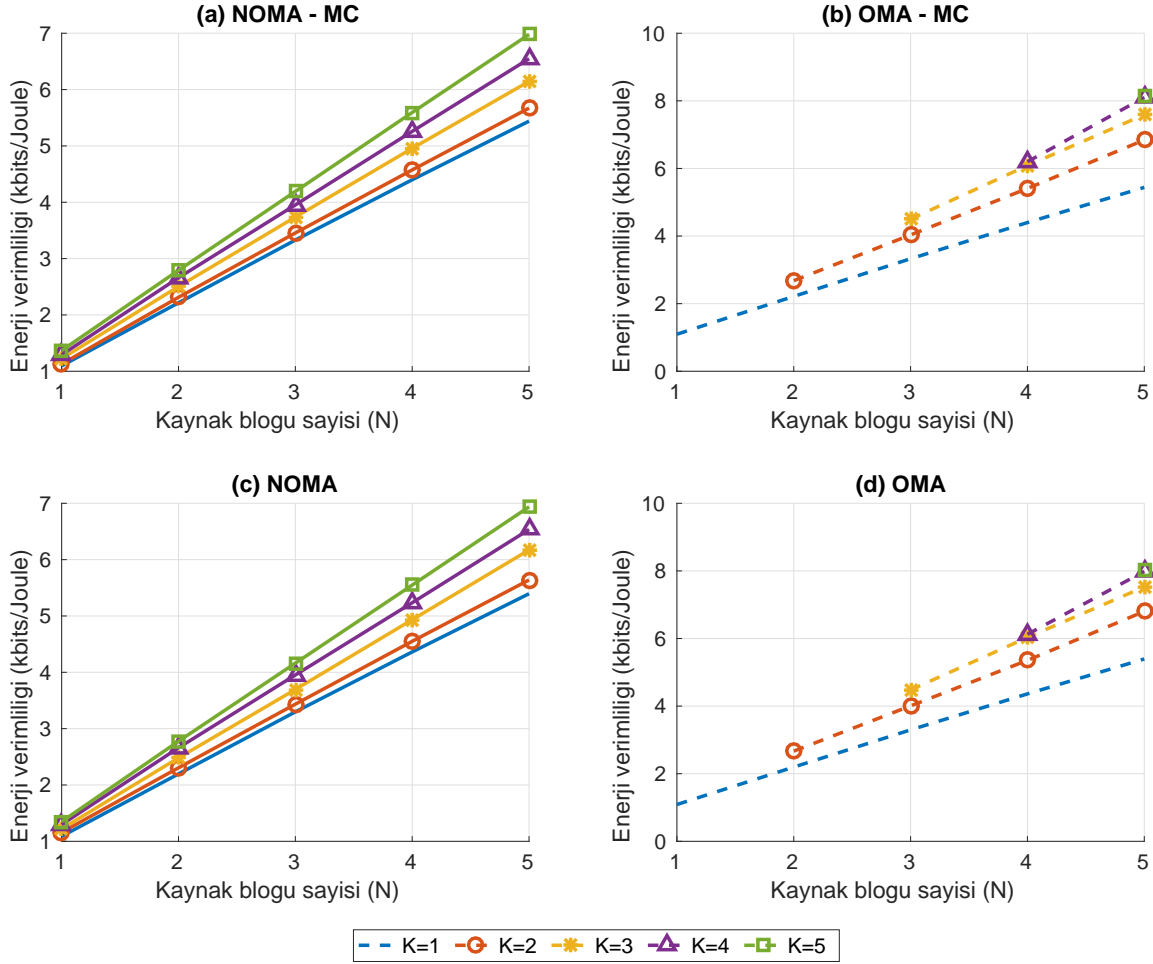 (a) NOMA - MC
Enerji verimliligi (kbits/Joule)
7
6
5
4
3
2
1
1 2 3 4 5
Kaynak blogu sayisi (N)
(b) OMA - MC
Enerji verimliligi (kbits/Joule)
10
8
6
4
2
0
1 2 3 4 5
Kaynak blogu sayisi (N)
(c) NOMA
Enerji verimliligi (kbits/Joule)
7
6
5
4
3
2
1
1 2 3 4 5
Kaynak blogu sayisi (N)
(d) OMA
Enerji verimliligi (kbits/Joule)
10
8
6
4
2
0
1 2 3 4 5
Kaynak blogu sayisi (N)
K=1 K=2 K=3 K=4 K=5